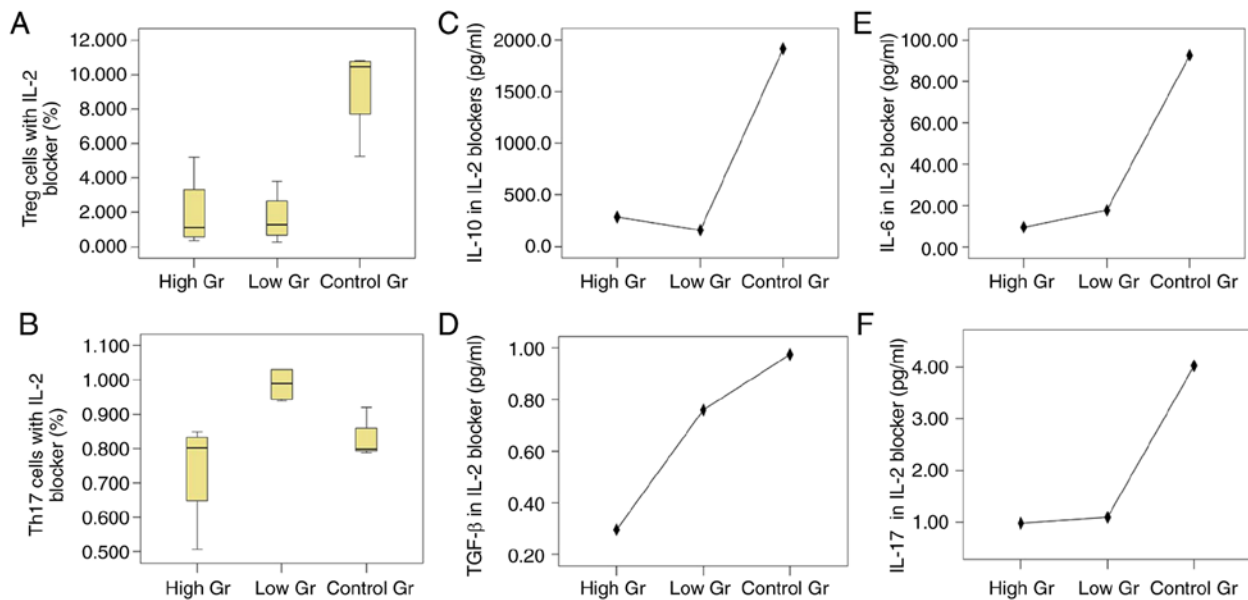 A
Treg cells with IL-2
blocker (%)
12.000
10.000
8.000
6.000
4.000
2.000
0.000
High Gr Low Gr Control Gr
C
IL-10 in IL-2 blockers (pg/ml)
2000.0
1500.0
1000.0
500.0
0.0
High Gr Low Gr Control Gr
E
IL-6 in IL-2 blocker (pg/ml)
100.00
80.00
60.00
40.00
20.00
0.00
High Gr Low Gr Control Gr
B
Th17 cells with IL-2
blocker (%)
1.100
1.000
0.900
0.800
0.700
0.600
0.500
High Gr Low Gr Control Gr
D
TGF-β in IL-2 blocker (pg/ml)
1.00
0.80
0.60
0.40
0.20
High Gr Low Gr Control Gr
F
IL-17 in IL-2 blocker (pg/ml)
4.00
3.00
2.00
1.00
High Gr Low Gr Control Gr